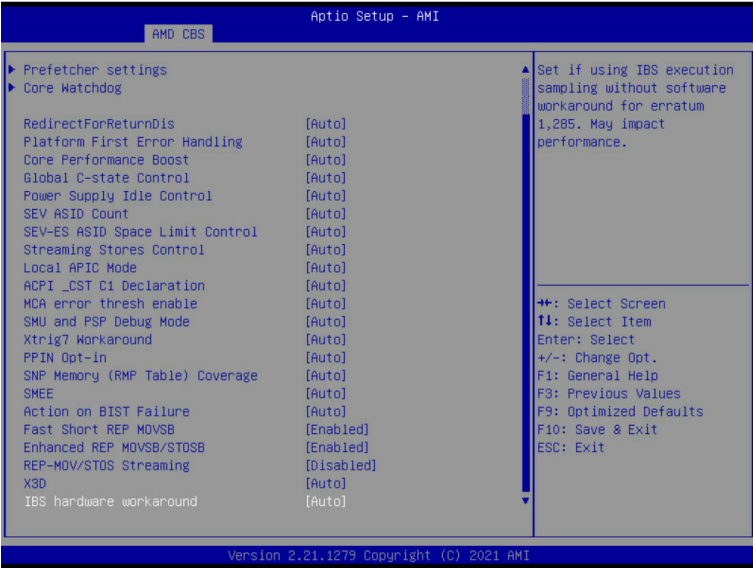 Aptio Setup - AMI
AMD CBS
Prefetcher settings
Core Watchdog
RedirectForReturnDis [Auto]
Platform First Error Handling [Auto]
Core Performance Boost [Auto]
Global C-state Control [Auto]
Power Supply Idle Control [Auto]
SEV ASID Count [Auto]
SEV-ES ASID Space Limit Control [Auto]
Streaming Stores Control [Auto]
Local APIC Mode [Auto]
ACPI _CST C1 Declaration [Auto]
MCA error thresh enable [Auto]
SMU and PSP Debug Mode [Auto]
Xtrig7 Workaround [Auto]
PPIN Opt-in [Auto]
SNP Memory (RMP Table) Coverage [Auto]
SMEE [Auto]
Action on BIST Failure [Auto]
Fast Short REP MOVSB [Enabled]
Enhanced REP MOVSB/STOSB [Enabled]
REP-MOV/STOS Streaming [Disabled]
X3D [Auto]
IBS hardware workaround [Auto]
Set if using IBS execution
sampling without software
workaround for erratum
1,285. May impact
performance.
→←: Select Screen
↑↓: Select Item
Enter: Select
+/-: Change Opt.
F1: General Help
F3: Previous Values
F9: Optimized Defaults
F10: Save & Exit
ESC: Exit
Version 2.21.1279 Copyright (C) 2021 AMI